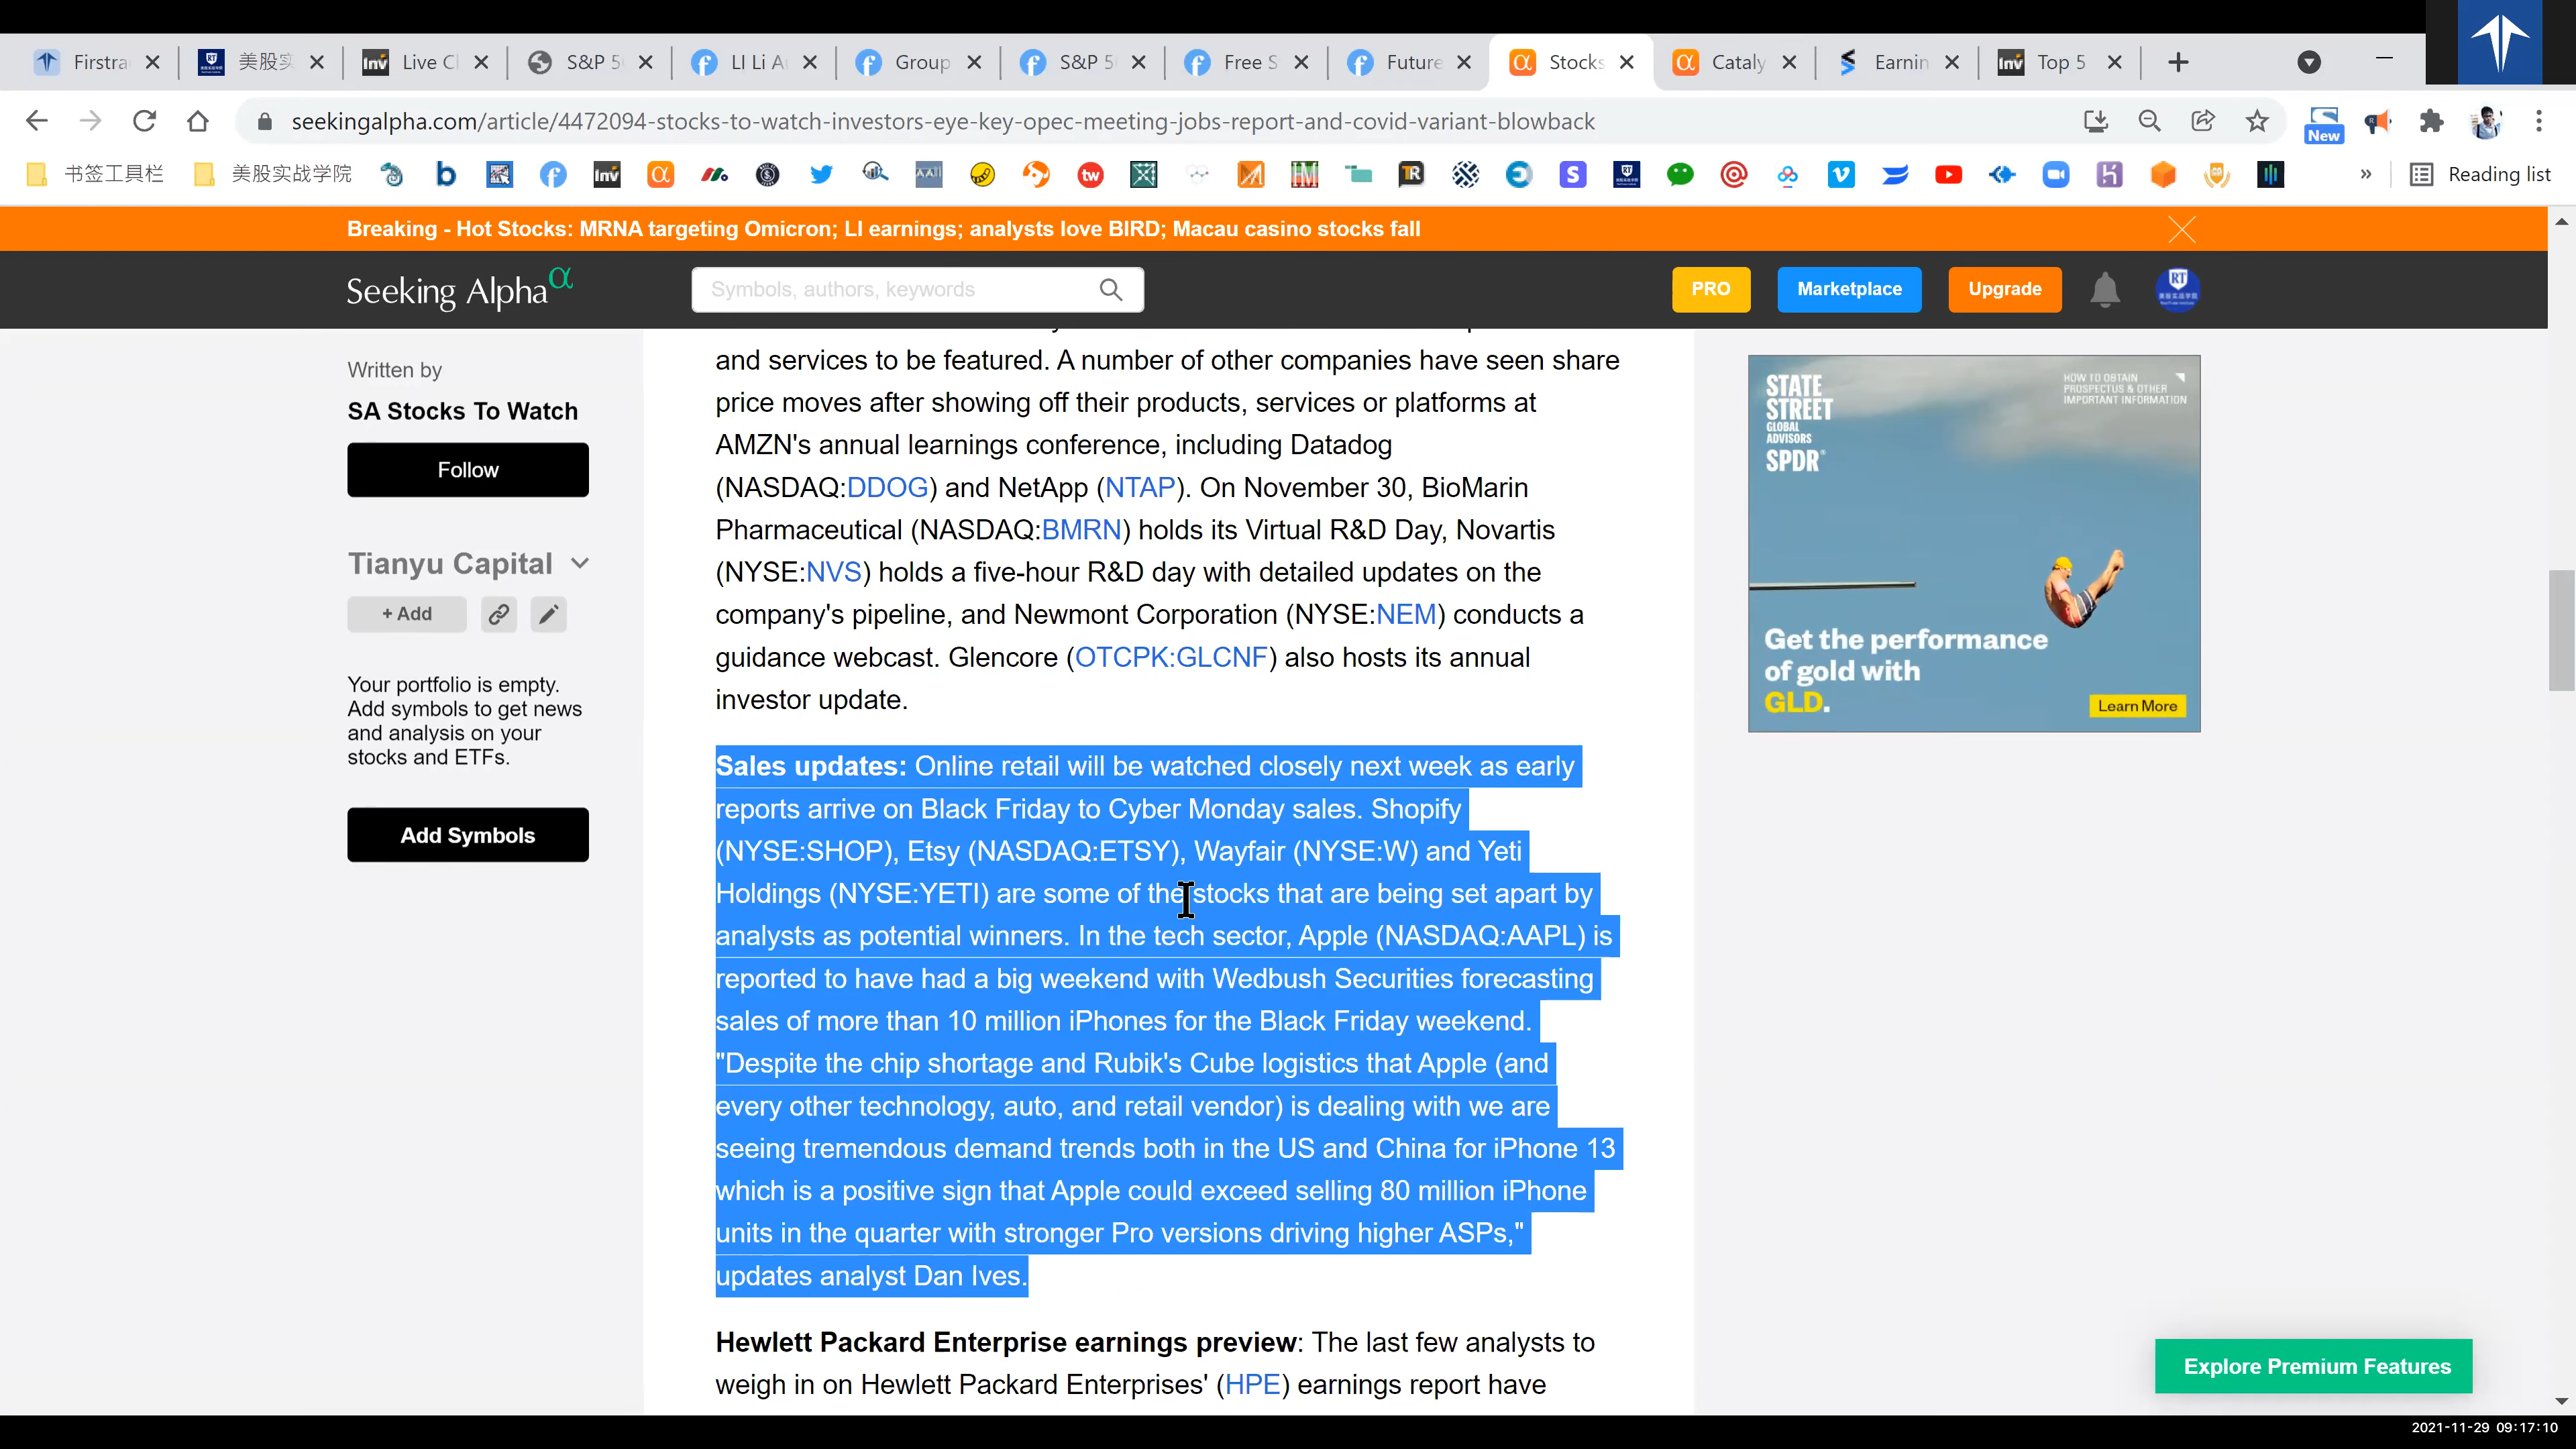 Firstra
美股实
Live Cl
S&P 5
LI Li A
Group
S&P 5
Free S
Future
Stocks
Cataly
Earnin
Top 5
seekingalpha.com/article/4472094-stocks-to-watch-investors-eye-key-opec-meeting-jobs-report-and-covid-variant-blowback
New
书签工具栏
美股实战学院
Reading list
Breaking - Hot Stocks: MRNA targeting Omicron; LI earnings; analysts love BIRD; Macau casino stocks fall
Seeking Alpha α
Symbols, authors, keywords
PRO
Marketplace
Upgrade
Written by
SA Stocks To Watch
Follow
Tianyu Capital
+ Add
Your portfolio is empty.
Add symbols to get news
and analysis on your
stocks and ETFs.
Add Symbols
and services to be featured. A number of other companies have seen share
price moves after showing off their products, services or platforms at
AMZN's annual learnings conference, including Datadog
(NASDAQ:DDOG) and NetApp (NTAP). On November 30, BioMarin
Pharmaceutical (NASDAQ:BMRN) holds its Virtual R&D Day, Novartis
(NYSE:NVS) holds a five-hour R&D day with detailed updates on the
company's pipeline, and Newmont Corporation (NYSE:NEM) conducts a
guidance webcast. Glencore (OTCPK:GLCNF) also hosts its annual
investor update.
Sales updates: Online retail will be watched closely next week as early
reports arrive on Black Friday to Cyber Monday sales. Shopify
(NYSE:SHOP), Etsy (NASDAQ:ETSY), Wayfair (NYSE:W) and Yeti
Holdings (NYSE:YETI) are some of the stocks that are being set apart by
analysts as potential winners. In the tech sector, Apple (NASDAQ:AAPL) is
reported to have had a big weekend with Wedbush Securities forecasting
sales of more than 10 million iPhones for the Black Friday weekend.
"Despite the chip shortage and Rubik's Cube logistics that Apple (and
every other technology, auto, and retail vendor) is dealing with we are
seeing tremendous demand trends both in the US and China for iPhone 13
which is a positive sign that Apple could exceed selling 80 million iPhone
units in the quarter with stronger Pro versions driving higher ASPs,"
updates analyst Dan Ives.
Hewlett Packard Enterprise earnings preview: The last few analysts to
weigh in on Hewlett Packard Enterprises' (HPE) earnings report have
STATE
STREET
GLOBAL
ADVISORS
SPDR®
HOW TO OBTAIN
PROSPECTUS & OTHER
IMPORTANT INFORMATION
Get the performance
of gold with
GLD.
Learn More
Explore Premium Features
2021-11-29 09:17:10